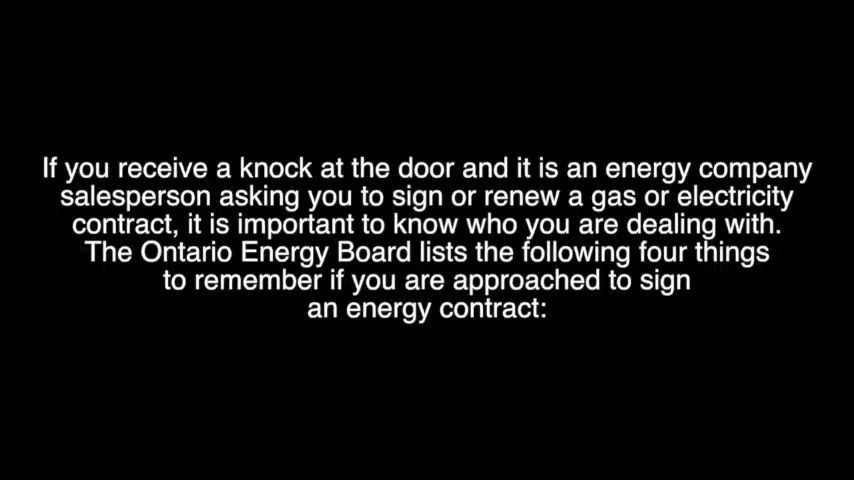 If you receive a knock at the door and it is an energy company
salesperson asking you to sign or renew a gas or electricity
contract, it is important to know who you are dealing with.
The Ontario Energy Board lists the following four things
to remember if you are approached to sign
an energy contract: